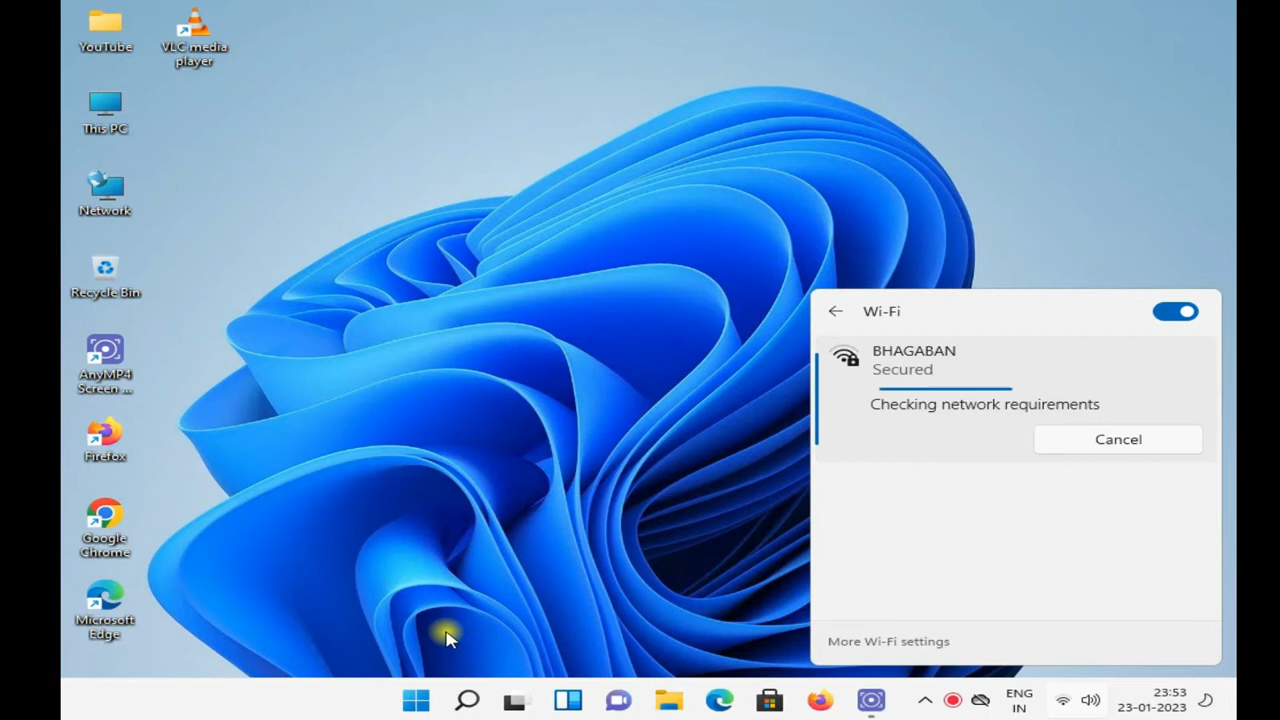 YouTube
VLC media
player
This PC
Network
Recycle Bin
AnyMP4
Screen ...
Firefox
Google
Chrome
Microsoft
Edge
Wi-Fi
BHAGABAN
Secured
Checking network requirements
Cancel
More Wi-Fi settings
ENG
IN
23:53
23-01-2023